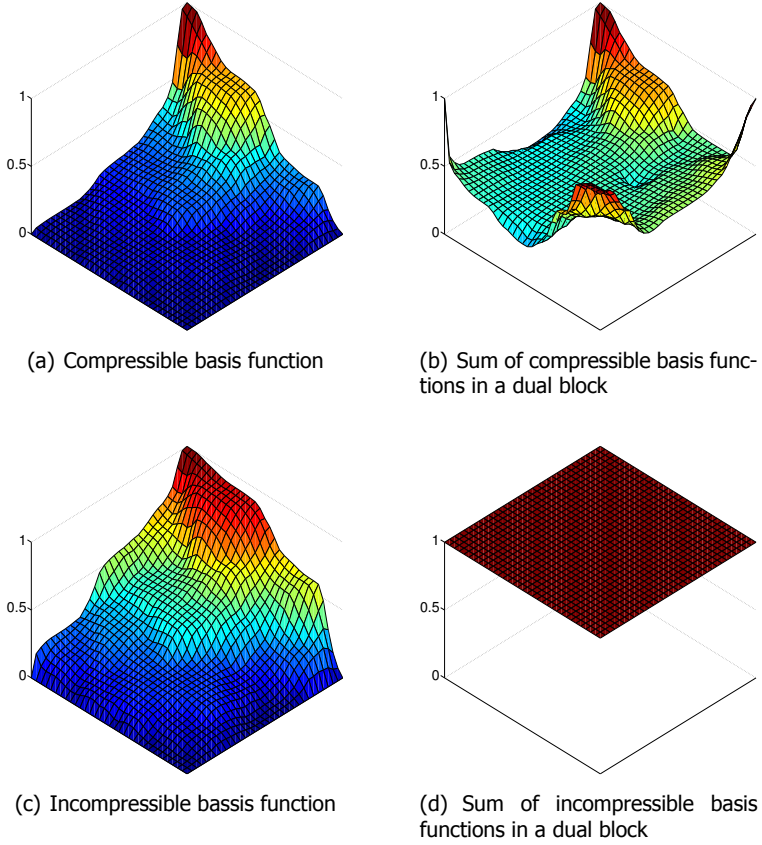 1
0.5
0
(a) Compressible basis function
1
0.5
0
(b) Sum of compressible basis func-
tions in a dual block
1
0.5
0
(c) Incompressible bassis function
1
0.5
0
(d) Sum of incompressible basis
functions in a dual block